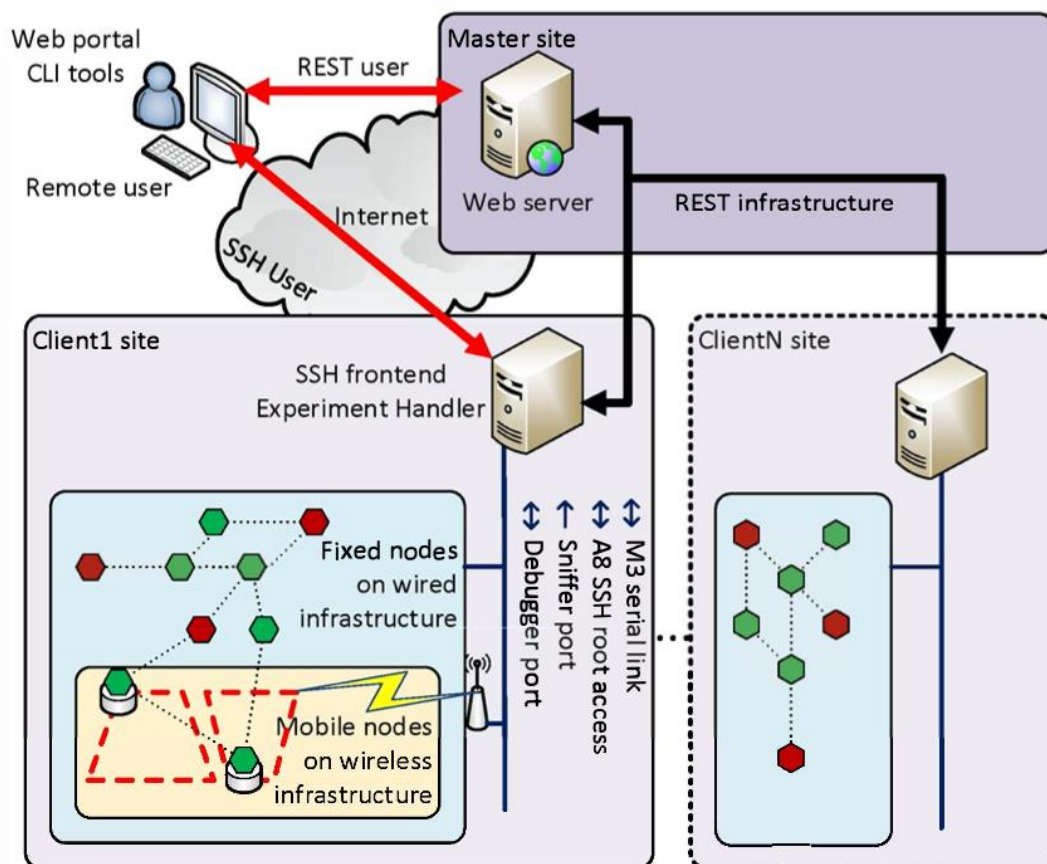 Web portal
CLI tools
Remote user
REST user
Master site
Web server
REST infrastructure
Internet
SSH User
Client1 site
SSH frontend
Experiment Handler
Fixed nodes
on wired
infrastructure
Mobile nodes
on wireless
infrastructure
Debugger port
Sniffer port
A8 SSH root access
M3 serial link
ClientN site